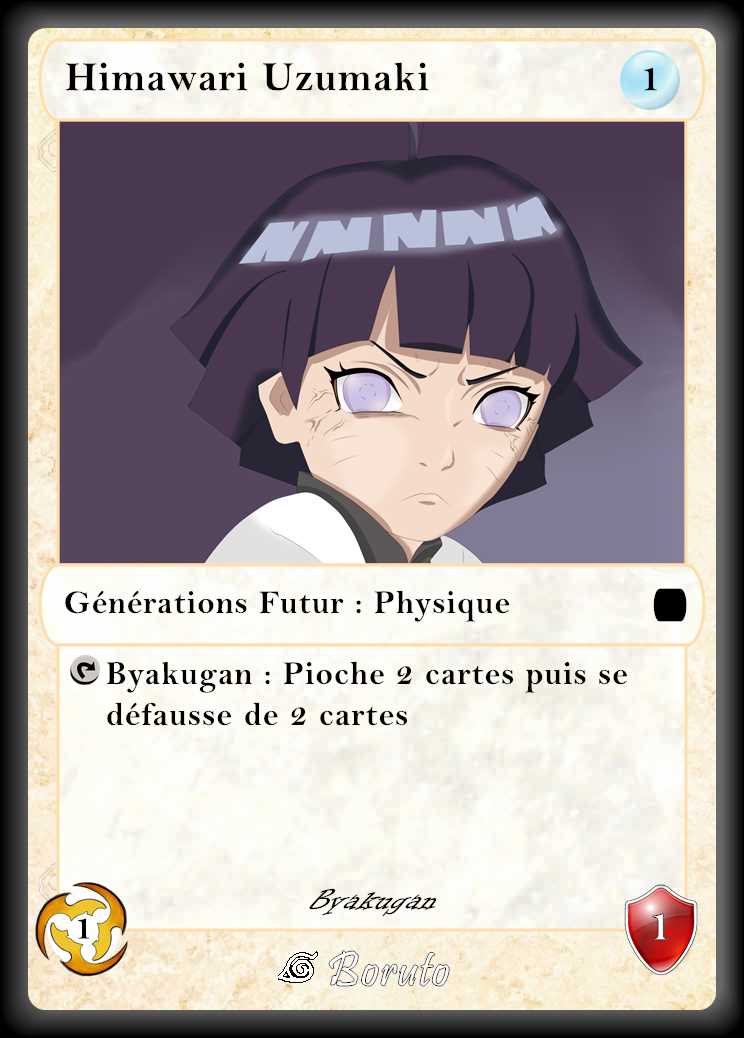 Himawari Uzumaki
1
Générations Futur : Physique
Byakugan : Pioche 2 cartes puis se
défausse de 2 cartes
Byakugan
1
1
Boruto